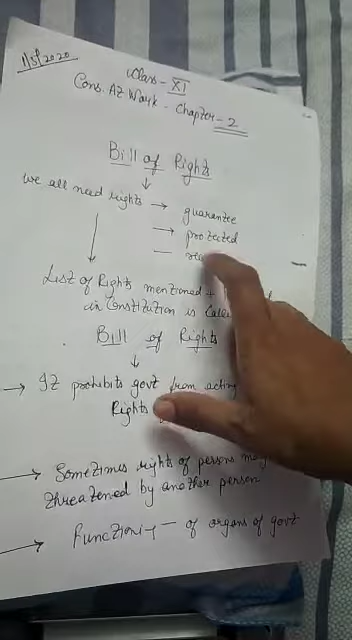 1/5/2020
Class - XI
Cons. At Work - Chapter - 2
Bill of Rights
we all need rights → guarantee
→ protected
List of Rights mentioned +
in Constitution is
Bill of Rights
→ It prohibits govt from acting
Rights
→ Sometimes rights of persons may
threatened by another person
→ Function - of organs of govt